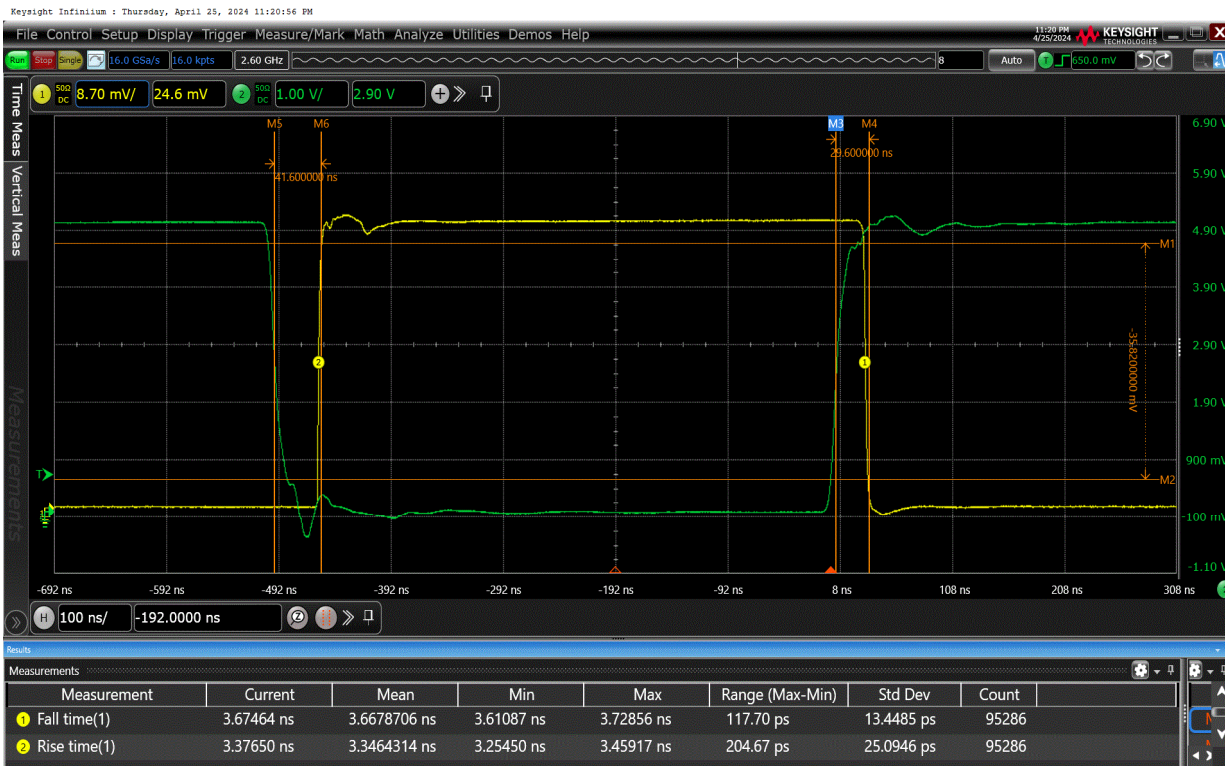 Keysight Infiniium : Thursday, April 25, 2024 11:20:56 PM
File Control Setup Display Trigger Measure/Mark Math Analyze Utilities Demos Help
11:20 PM
4/25/2024
KEYSIGHT
TECHNOLOGIES
Run Stop Single 16.0 GSa/s 16.0 kpts 2.60 GHz 8 Auto T 650.0 mV
1 50Ω DC 8.70 mV/ 24.6 mV 2 50Ω DC 1.00 V/ 2.90 V
Time Meas
Vertical Meas
Measurements
M5 M6 M3 M4
41.600000 ns
29.600000 ns
6.90 V
5.90 V
4.90 V
M1
3.90 V
2.90 V
-35.8200000 mV
1.90 V
900 mV
M2
-100 mV
-1.10 V
T
2
1
-692 ns -592 ns -492 ns -392 ns -292 ns -192 ns -92 ns 8 ns 108 ns 208 ns 308 ns
H 100 ns/ -192.0000 ns
Results
Measurements
Measurement Current Mean Min Max Range (Max-Min) Std Dev Count
1 Fall time(1) 3.67464 ns 3.6678706 ns 3.61087 ns 3.72856 ns 117.70 ps 13.4485 ps 95286
2 Rise time(1) 3.37650 ns 3.3464314 ns 3.25450 ns 3.45917 ns 204.67 ps 25.0946 ps 95286